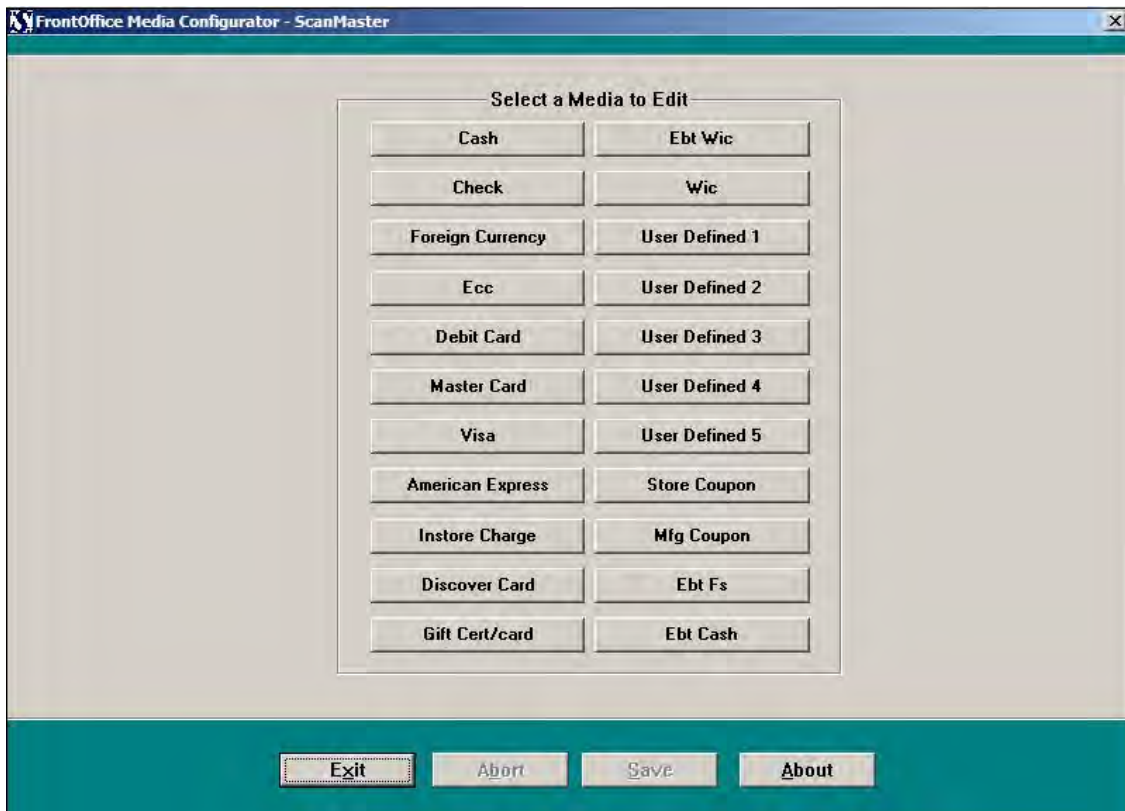 FrontOffice Media Configurator - ScanMaster
Select a Media to Edit
Cash
Ebt Wic
Check
Wic
Foreign Currency
User Defined 1
Ecc
User Defined 2
Debit Card
User Defined 3
Master Card
User Defined 4
Visa
User Defined 5
American Express
Store Coupon
Instore Charge
Mfg Coupon
Discover Card
Ebt Fs
Gift Cert/card
Ebt Cash
Exit
Abort
Save
About